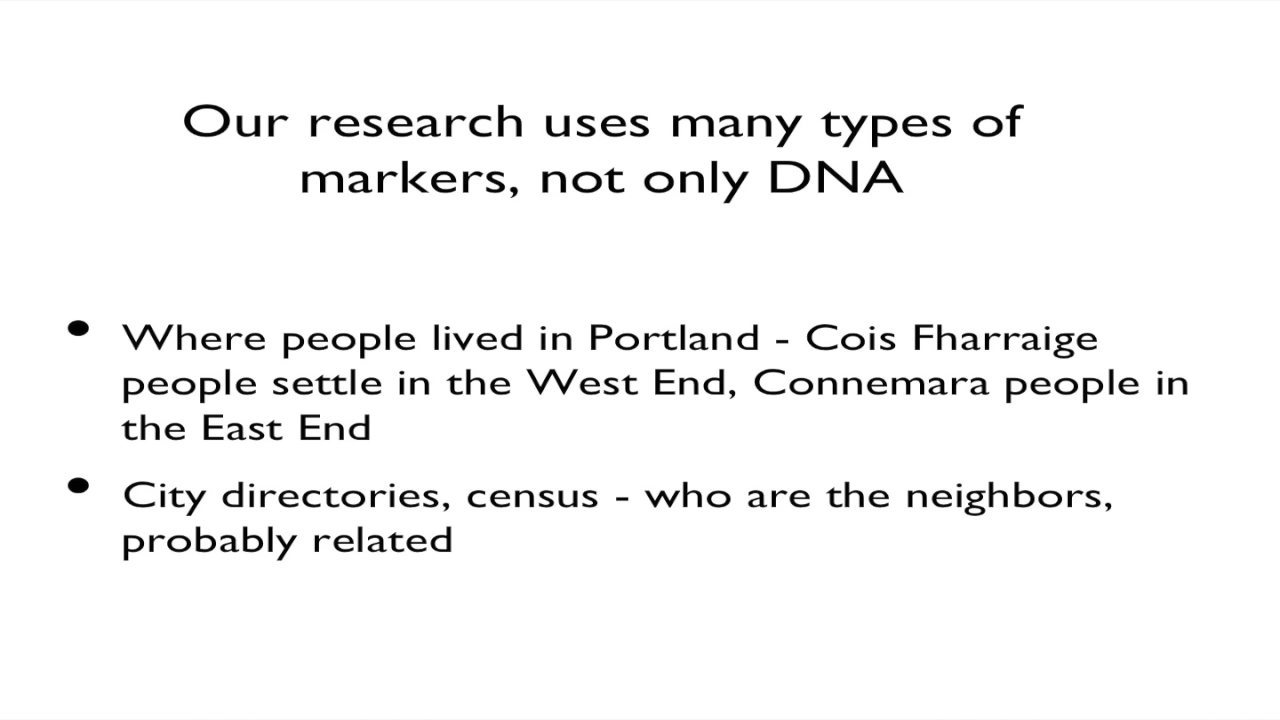 Our research uses many types of
markers, not only DNA
• Where people lived in Portland - Cois Fharraige
people settle in the West End, Connemara people in
the East End
• City directories, census - who are the neighbors,
probably related